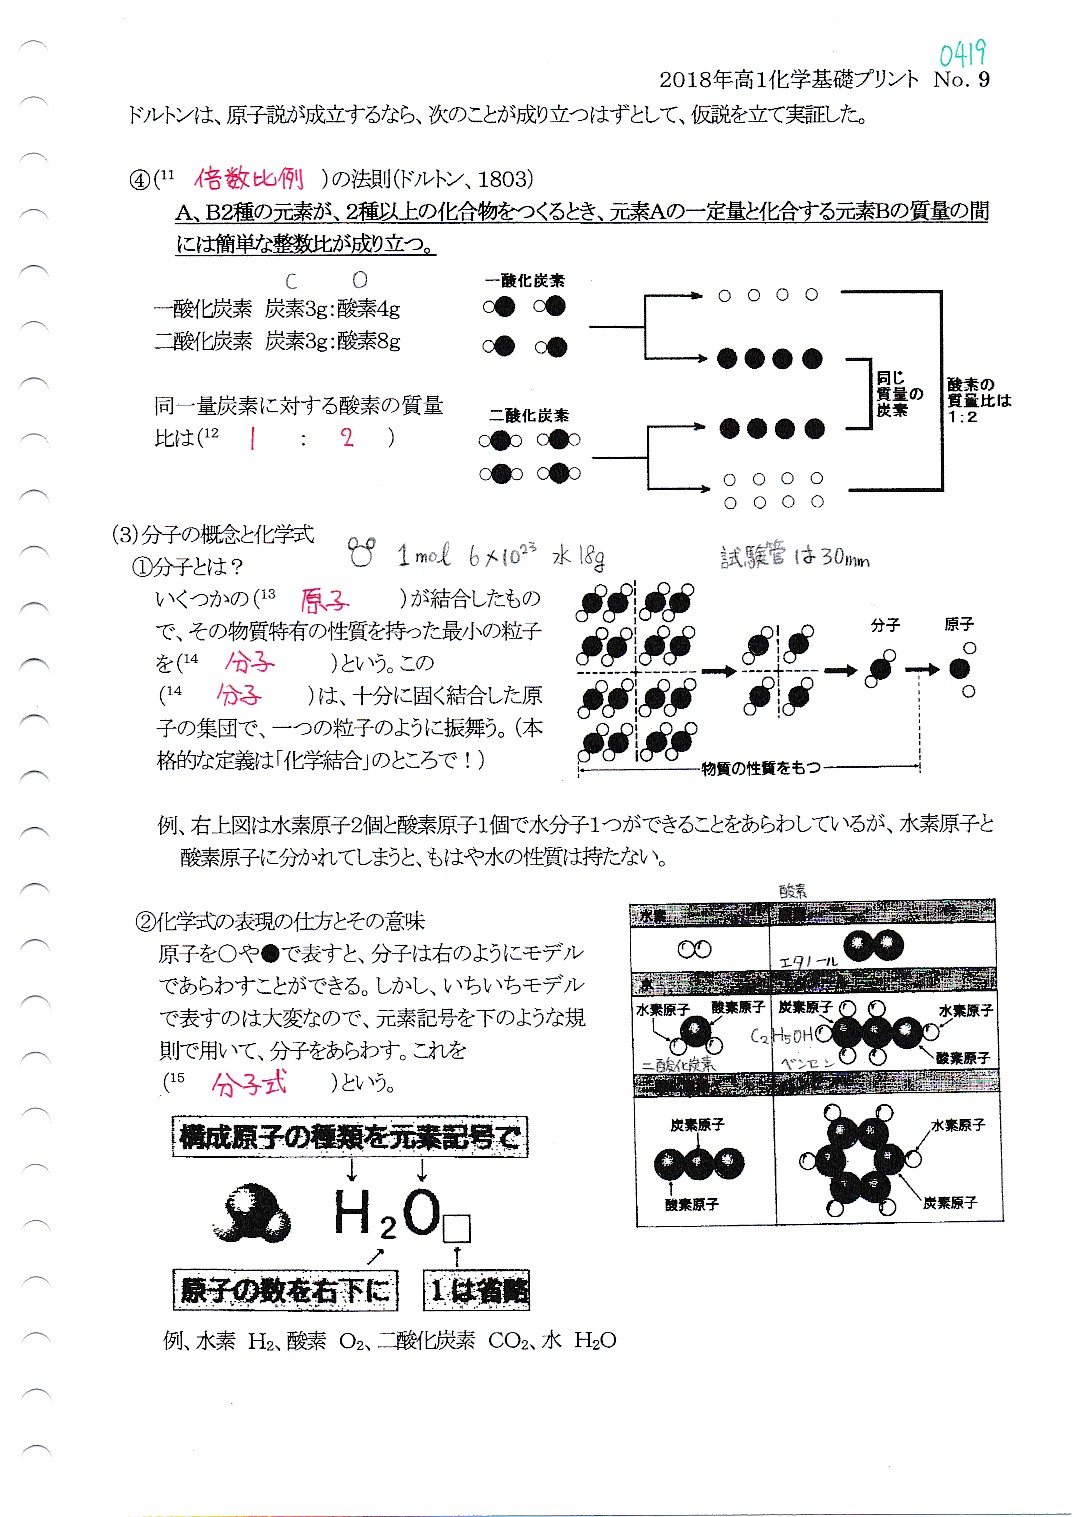 0419
2018年高1化学基礎プリント No. 9
ドルトンは、原子説が成立するなら、次のことが成り立つはずとして、仮説を立て実証した。
④(11 倍数比例 )の法則(ドルトン、1803)
A、B2種の元素が、2種以上の化合物をつくるとき、元素Aの一定量と化合する元素Bの質量の間
には簡単な整数比が成り立つ。
C O
一酸化炭素 炭素3g:酸素4g
二酸化炭素 炭素3g:酸素8g
同一量炭素に対する酸素の質量
比は(12 1 : 2 )
一酸化炭素
二酸化炭素
同じ
質量の
炭素
酸素の
質量比は
1:2
(3)分子の概念と化学式
1mol 6×10²³ 水18g
試験管は30mm
①分子とは?
いくつかの(13 原子 )が結合したもの
で、その物質特有の性質を持った最小の粒子
を(14 分子 )という。この
(14 分子 )は、十分に固く結合した原
子の集団で、一つの粒子のように振舞う。(本
格的な定義は「化学結合」のところで!)
分子
原子
物質の性質をもつ
例、右上図は水素原子2個と酸素原子1個で水分子1つができることをあらわしているが、水素原子と
酸素原子に分かれてしまうと、もはや水の性質は持たない。
②化学式の表現の仕方とその意味
原子を○や●で表すと、分子は右のようにモデル
であらわすことができる。しかし、いちいちモデル
で表すのは大変なので、元素記号を下のような規
則で用いて、分子をあらわす。これを
(15 分子式 )という。
酸素
水素
エタノール
水
水素原子
酸素原子
炭素原子
水素原子
C₂H₅OH
酸素原子
二酸化炭素
ベンゼン
炭素原子
酸素原子
水素原子
炭素原子
構成原子の種類を元素記号で
H₂O□
原子の数を右下に
1は省略
例、水素 H₂、酸素 O₂、二酸化炭素 CO₂、水 H₂O